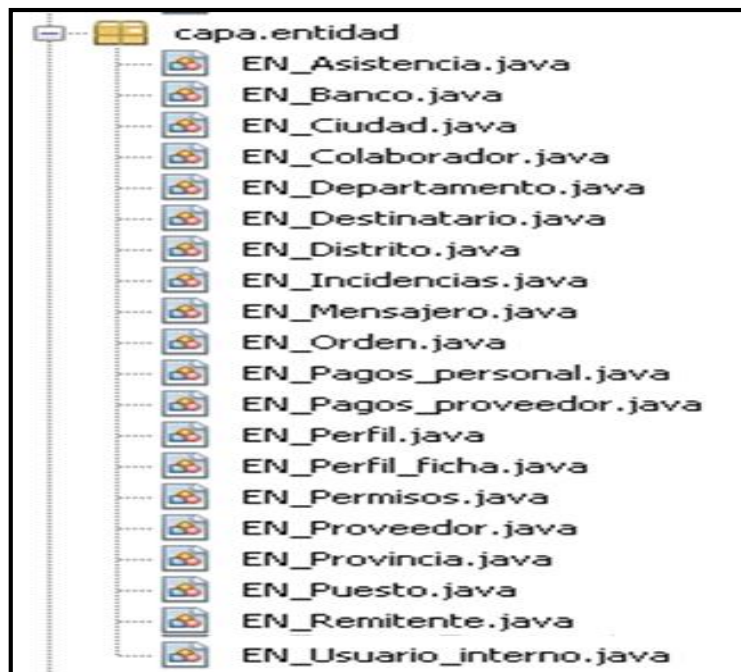 capa.entidad
EN_Asistencia.java
EN_Banco.java
EN_Ciudad.java
EN_Colaborador.java
EN_Departamento.java
EN_Destinatario.java
EN_Distrito.java
EN_Incidencias.java
EN_Mensajero.java
EN_Orden.java
EN_Pagos_personal.java
EN_Pagos_proveedor.java
EN_Perfil.java
EN_Perfil_ficha.java
EN_Permisos.java
EN_Proveedor.java
EN_Provincia.java
EN_Puesto.java
EN_Remitente.java
EN_Usuario_interno.java